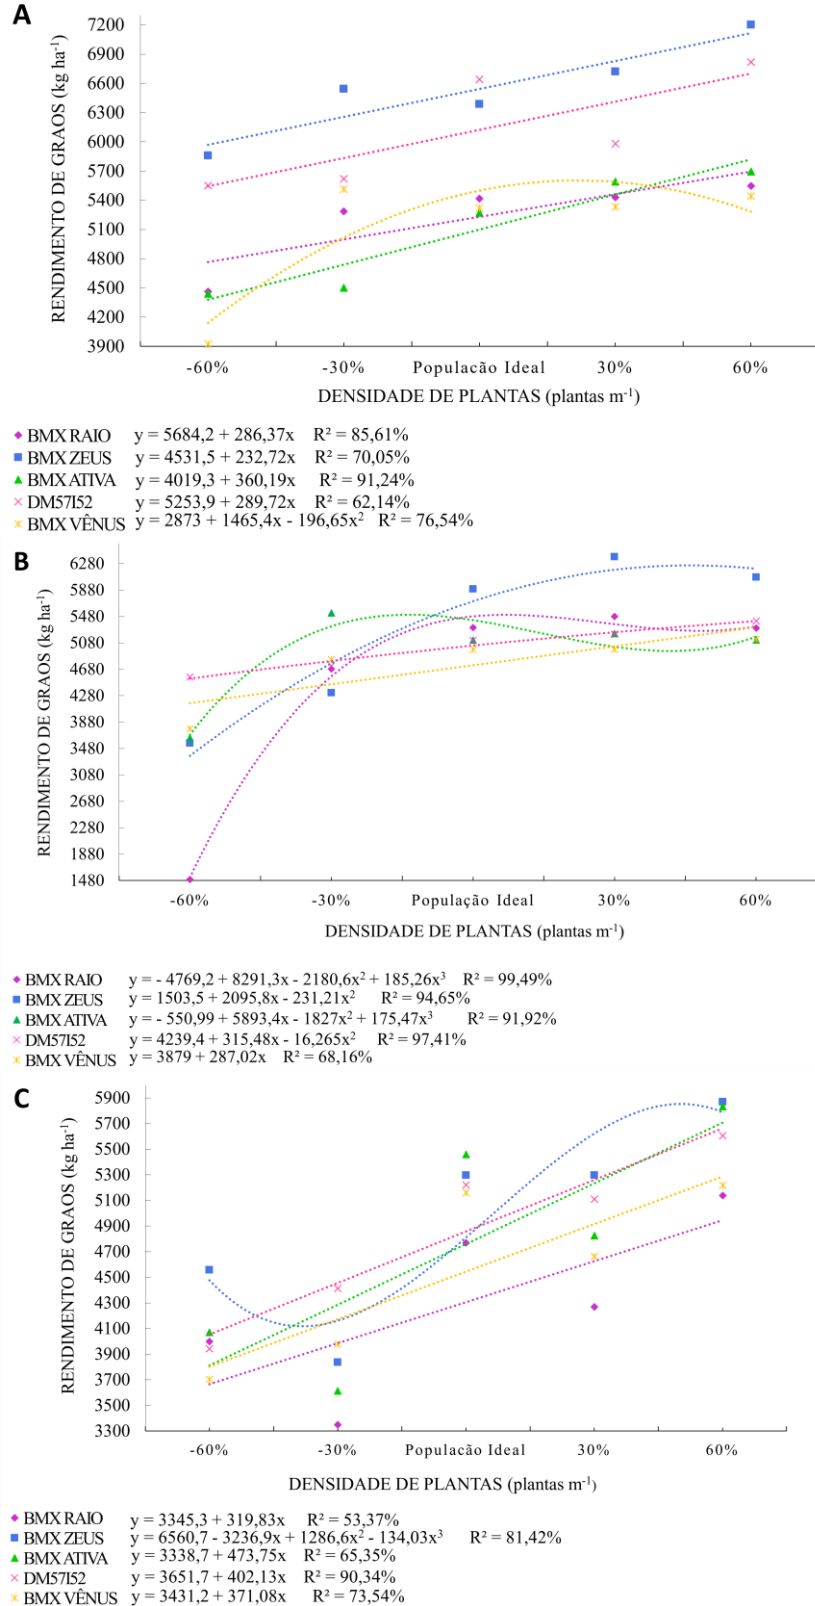 A
RENDIMENTO DE GRAOS (kg ha⁻¹)
7200
6900
6600
6300
6000
5700
5400
5100
4800
4500
4200
3900
-60% -30% Populacão Ideal 30% 60%
DENSIDADE DE PLANTAS (plantas m⁻¹)
BMX RAIO y = 5684,2 + 286,37x R² = 85,61%
BMX ZEUS y = 4531,5 + 232,72x R² = 70,05%
BMX ATIVA y = 4019,3 + 360,19x R² = 91,24%
DM57I52 y = 5253,9 + 289,72x R² = 62,14%
BMX VÊNUS y = 2873 + 1465,4x - 196,65x² R² = 76,54%
B
RENDIMENTO DE GRAOS (kg ha⁻¹)
6280
5880
5480
5080
4680
4280
3880
3480
3080
2680
2280
1880
1480
-60% -30% População Ideal 30% 60%
DENSIDADE DE PLANTAS (plantas m⁻¹)
BMX RAIO y = - 4769,2 + 8291,3x - 2180,6x² + 185,26x³ R² = 99,49%
BMX ZEUS y = 1503,5 + 2095,8x - 231,21x² R² = 94,65%
BMX ATIVA y = - 550,99 + 5893,4x - 1827x² + 175,47x³ R² = 91,92%
DM57I52 y = 4239,4 + 315,48x - 16,265x² R² = 97,41%
BMX VÊNUS y = 3879 + 287,02x R² = 68,16%
C
RENDIMENTO DE GRAOS (kg ha⁻¹)
5900
5700
5500
5300
5100
4900
4700
4500
4300
4100
3900
3700
3500
3300
-60% -30% Populacão Ideal 30% 60%
DENSIDADE DE PLANTAS (plantas m⁻¹)
BMX RAIO y = 3345,3 + 319,83x R² = 53,37%
BMX ZEUS y = 6560,7 - 3236,9x + 1286,6x² - 134,03x³ R² = 81,42%
BMX ATIVA y = 3338,7 + 473,75x R² = 65,35%
DM57I52 y = 3651,7 + 402,13x R² = 90,34%
BMX VÊNUS y = 3431,2 + 371,08x R² = 73,54%